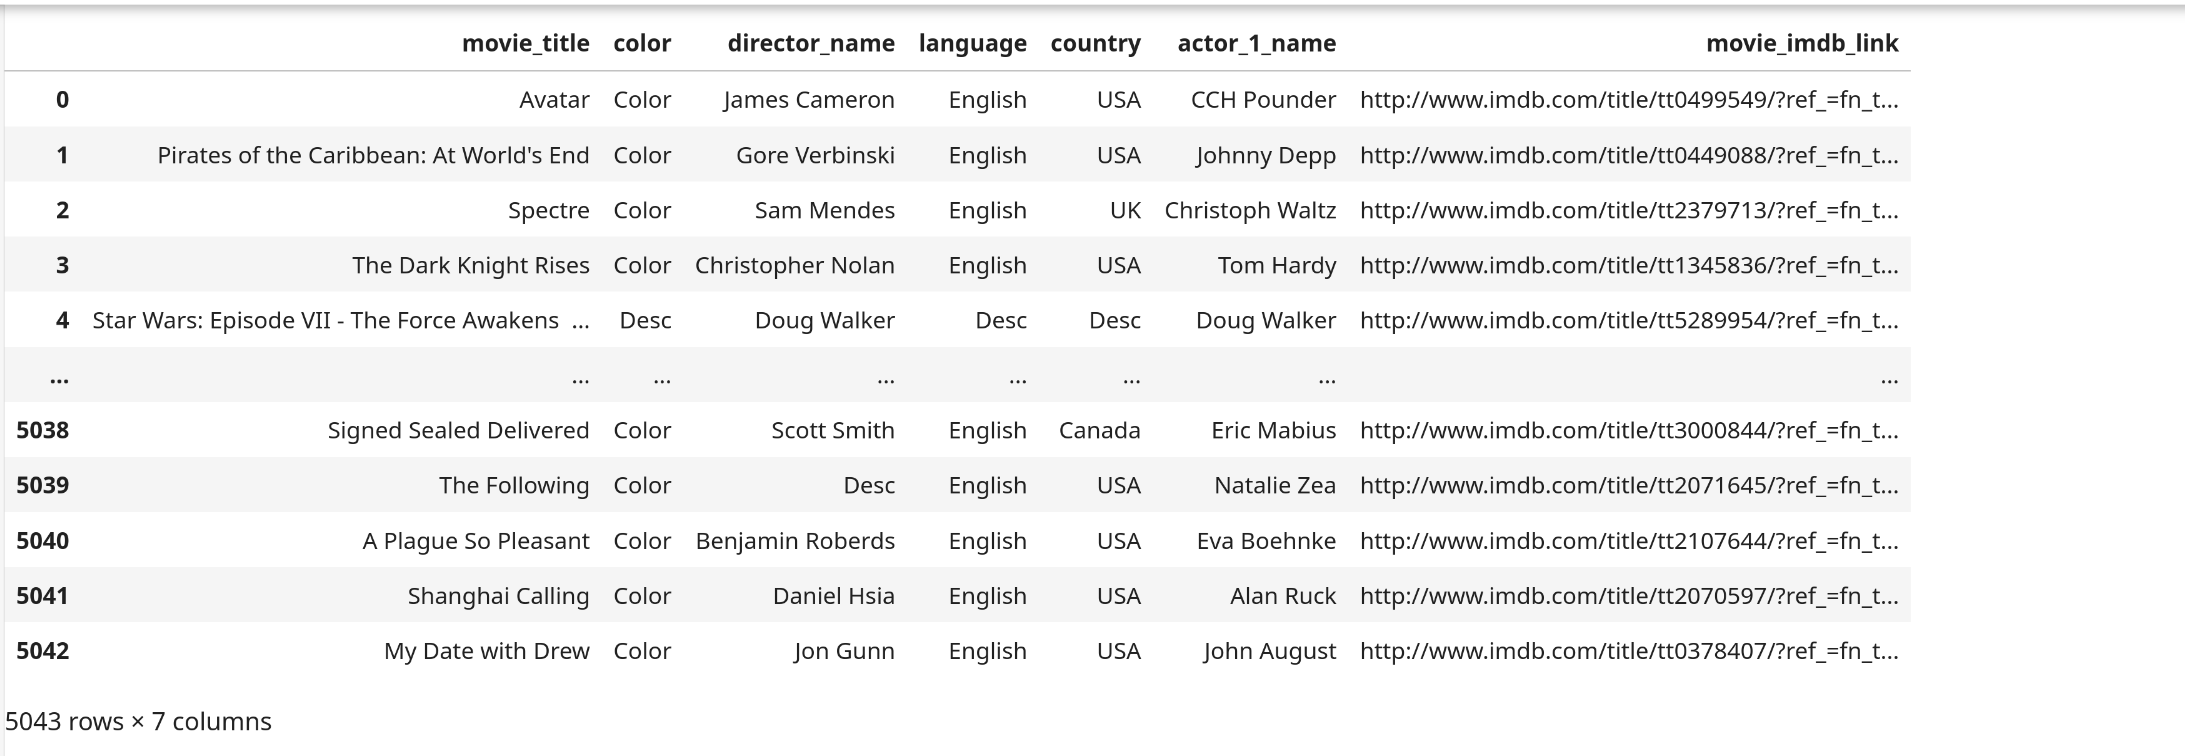 movie_title color director_name language country actor_1_name movie_imdb_link
0 Avatar Color James Cameron English USA CCH Pounder http://www.imdb.com/title/tt0499549/?ref_=fn_t...
1 Pirates of the Caribbean: At World's End Color Gore Verbinski English USA Johnny Depp http://www.imdb.com/title/tt0449088/?ref_=fn_t...
2 Spectre Color Sam Mendes English UK Christoph Waltz http://www.imdb.com/title/tt2379713/?ref_=fn_t...
3 The Dark Knight Rises Color Christopher Nolan English USA Tom Hardy http://www.imdb.com/title/tt1345836/?ref_=fn_t...
4 Star Wars: Episode VII - The Force Awakens ... Desc Doug Walker Desc Desc Doug Walker http://www.imdb.com/title/tt5289954/?ref_=fn_t...
... ... ... ... ... ... ... ...
5038 Signed Sealed Delivered Color Scott Smith English Canada Eric Mabius http://www.imdb.com/title/tt3000844/?ref_=fn_t...
5039 The Following Color Desc English USA Natalie Zea http://www.imdb.com/title/tt2071645/?ref_=fn_t...
5040 A Plague So Pleasant Color Benjamin Roberds English USA Eva Boehnke http://www.imdb.com/title/tt2107644/?ref_=fn_t...
5041 Shanghai Calling Color Daniel Hsia English USA Alan Ruck http://www.imdb.com/title/tt2070597/?ref_=fn_t...
5042 My Date with Drew Color Jon Gunn English USA John August http://www.imdb.com/title/tt0378407/?ref_=fn_t...
5043 rows × 7 columns